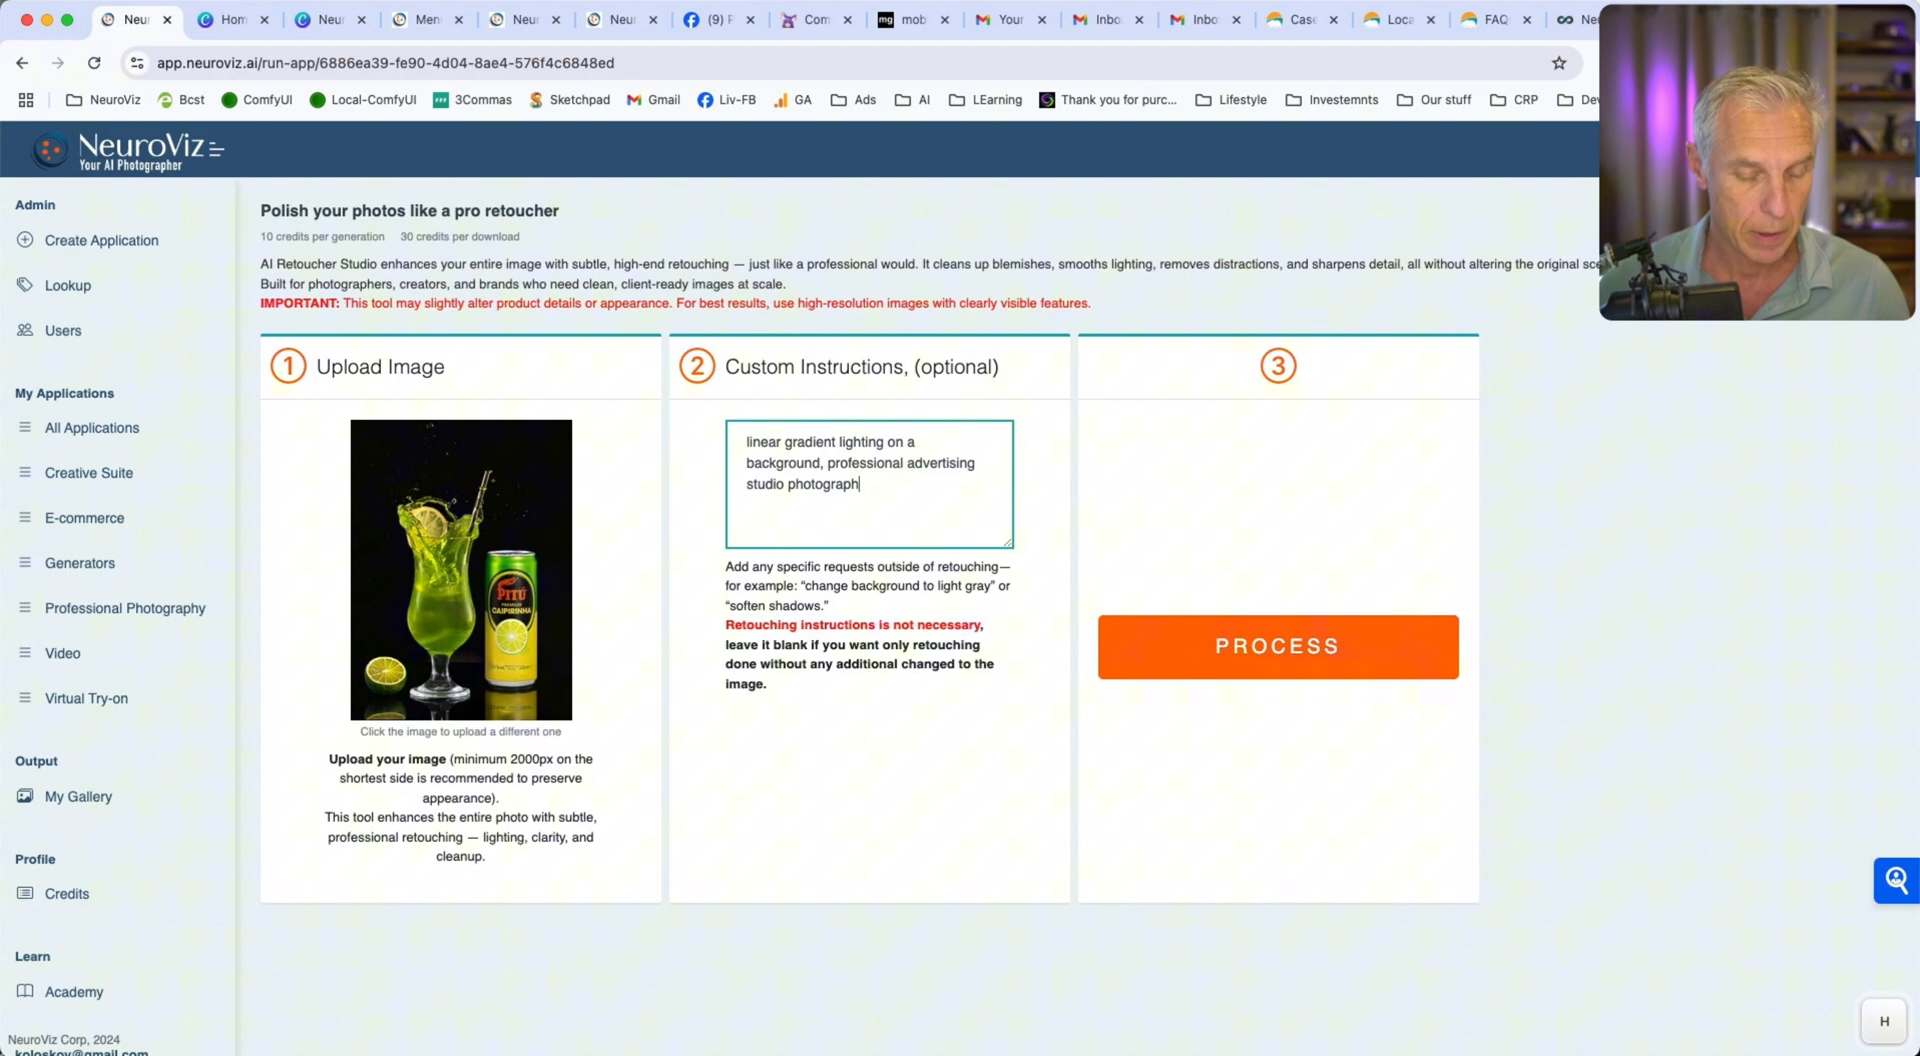 Neur
Hom
Neur
Men
Neur
Neur
(9) F
Com
mg mob
Your
Inbo
Inbo
Case
Loca
FAQ
Ne
app.neuroviz.ai/run-app/6886ea39-fe90-4d04-8ae4-576f4c6848ed
NeuroViz
Bcst
ComfyUI
Local-ComfyUI
3Commas
Sketchpad
Gmail
Liv-FB
GA
Ads
AI
LEarning
Thank you for purc...
Lifestyle
Investemnts
Our stuff
CRP
Dev
NeuroViz
Your AI Photographer
Admin
Create Application
Lookup
Users
My Applications
All Applications
Creative Suite
E-commerce
Generators
Professional Photography
Video
Virtual Try-on
Output
My Gallery
Profile
Credits
Learn
Academy
NeuroViz Corp, 2024
koloskov@gmail.com
Polish your photos like a pro retoucher
10 credits per generation 30 credits per download
AI Retoucher Studio enhances your entire image with subtle, high-end retouching — just like a professional would. It cleans up blemishes, smooths lighting, removes distractions, and sharpens detail, all without altering the original sce
Built for photographers, creators, and brands who need clean, client-ready images at scale.
IMPORTANT: This tool may slightly alter product details or appearance. For best results, use high-resolution images with clearly visible features.
1 Upload Image
PITÚ
PREMIUM
CAIPIRINHA
Click the image to upload a different one
Upload your image (minimum 2000px on the
shortest side is recommended to preserve
appearance).
This tool enhances the entire photo with subtle,
professional retouching — lighting, clarity, and
cleanup.
2 Custom Instructions, (optional)
linear gradient lighting on a
background, professional advertising
studio photograph
Add any specific requests outside of retouching—
for example: “change background to light gray” or
“soften shadows.”
Retouching instructions is not necessary,
leave it blank if you want only retouching
done without any additional changed to the
image.
3
PROCESS
H